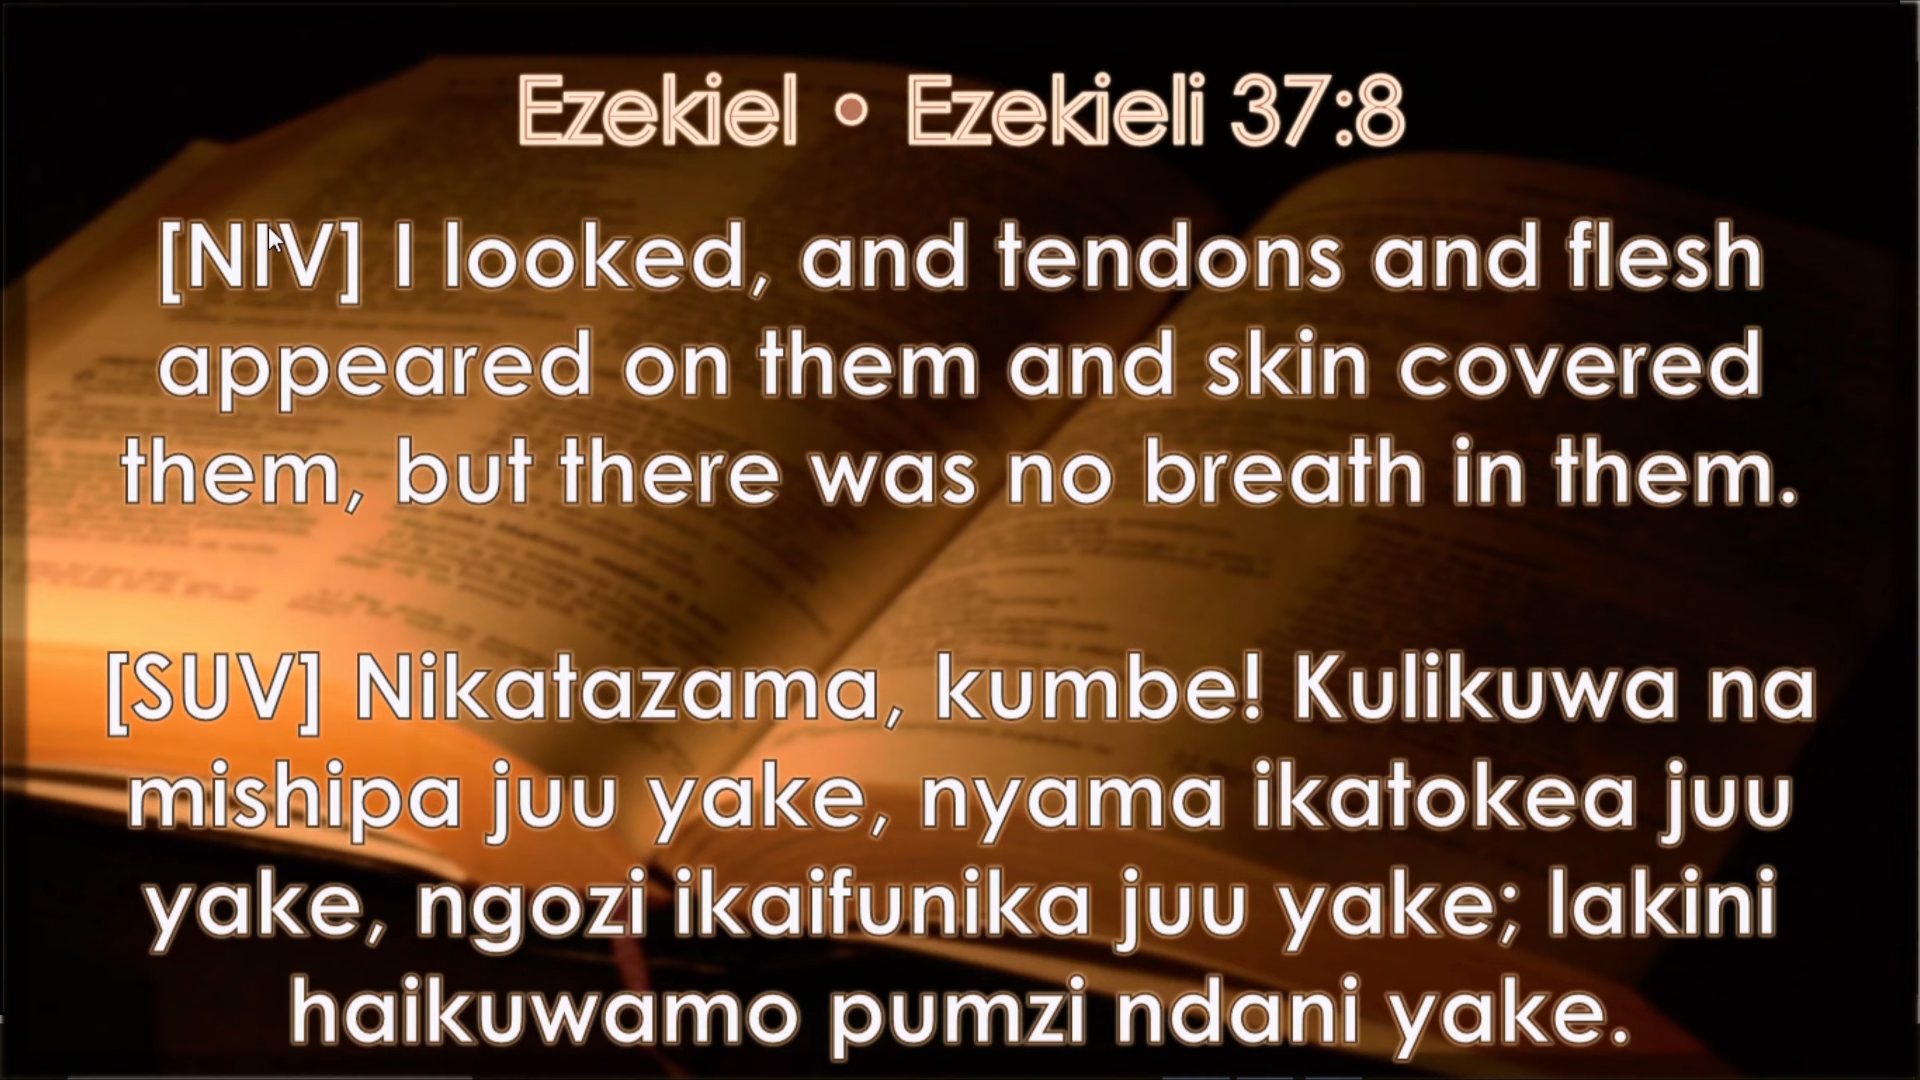 Ezekiel • Ezekieli 37:8
[NIV] I looked, and tendons and flesh
appeared on them and skin covered
them, but there was no breath in them.
[SUV] Nikatazama, kumbe! Kulikuwa na
mishipa juu yake, nyama ikatokea juu
yake, ngozi ikaifunika juu yake; lakini
haikuwamo pumzi ndani yake.